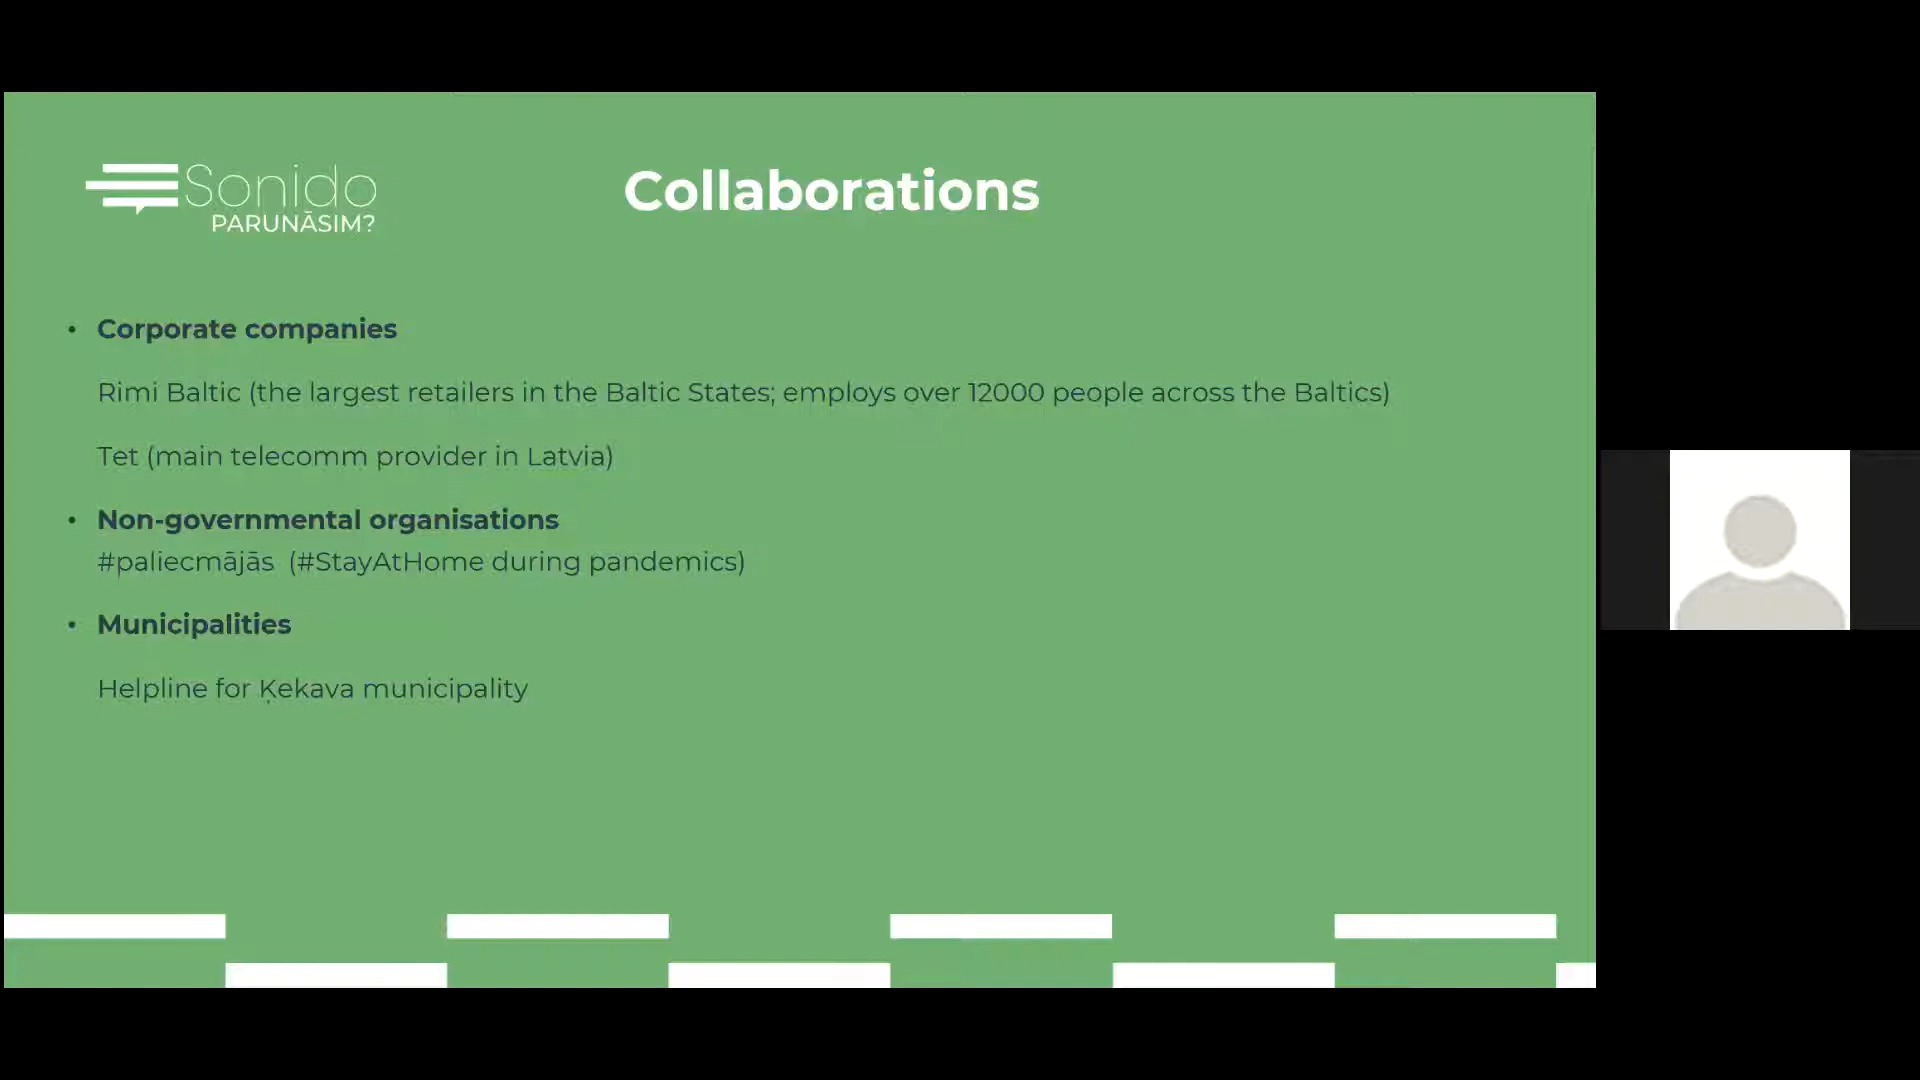 Sonido
PARUNĀSIM?
Collaborations
• Corporate companies
Rimi Baltic (the largest retailers in the Baltic States; employs over 12000 people across the Baltics)
Tet (main telecomm provider in Latvia)
• Non-governmental organisations
#paliecmājās (#StayAtHome during pandemics)
• Municipalities
Helpline for Ķekava municipality